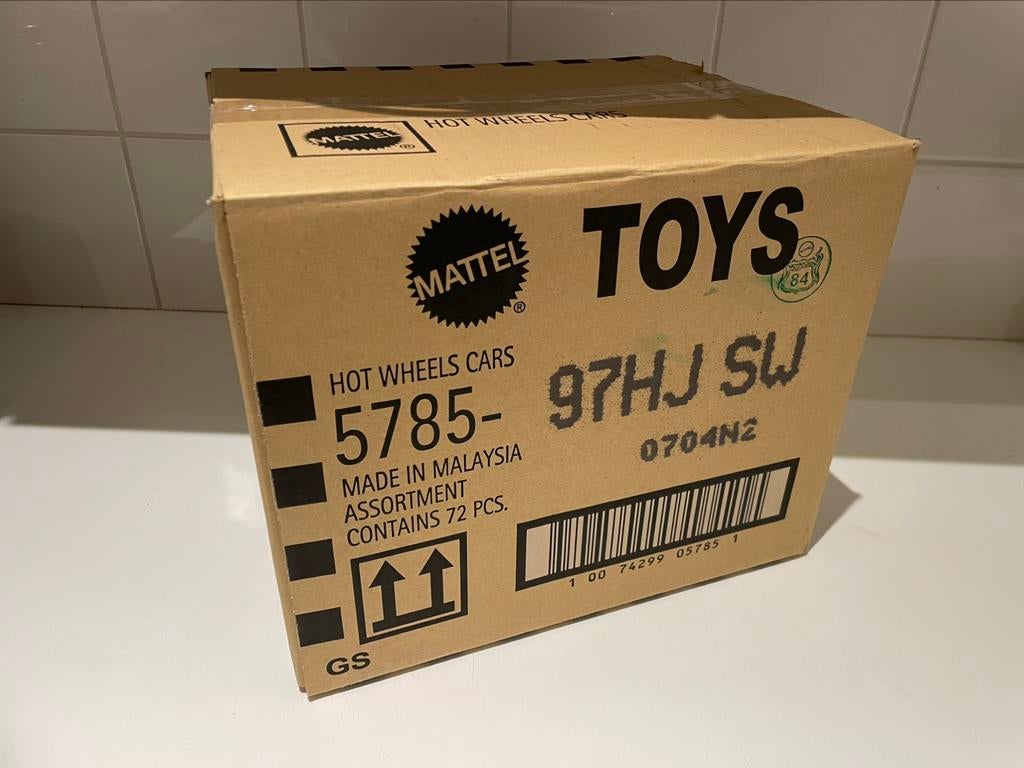 MATTEL®
HOT WHEELS CARS
MATTEL®
TOYS
84
HOT WHEELS CARS
5785-
MADE IN MALAYSIA
ASSORTMENT
CONTAINS 72 PCS.
97HJ SW
0704N2
1 00 74299 05785 1
GS